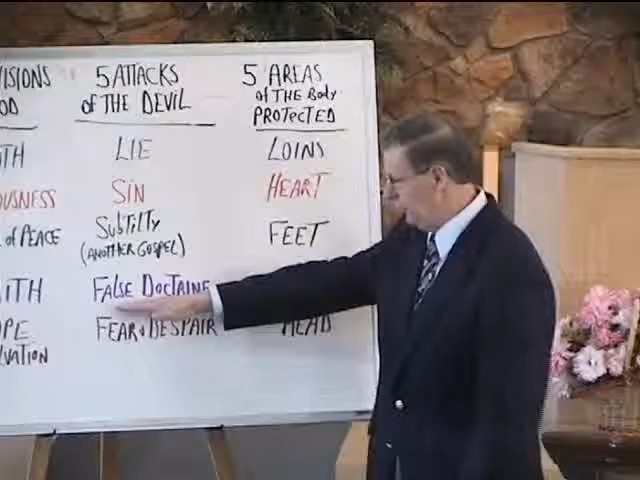 VISIONS 5 ATTACKS 5 AREAS
OD of THE DEVIL of THE Body
PROTECTED
TH LIE LOINS
OUSNESS SIN HEART
of PEACE SUBTILTY FEET
(ANOTHER GOSPEL)
ITH FALSE DOCTRINE
OPE FEAR & DESPAIR HEAD
LVATION